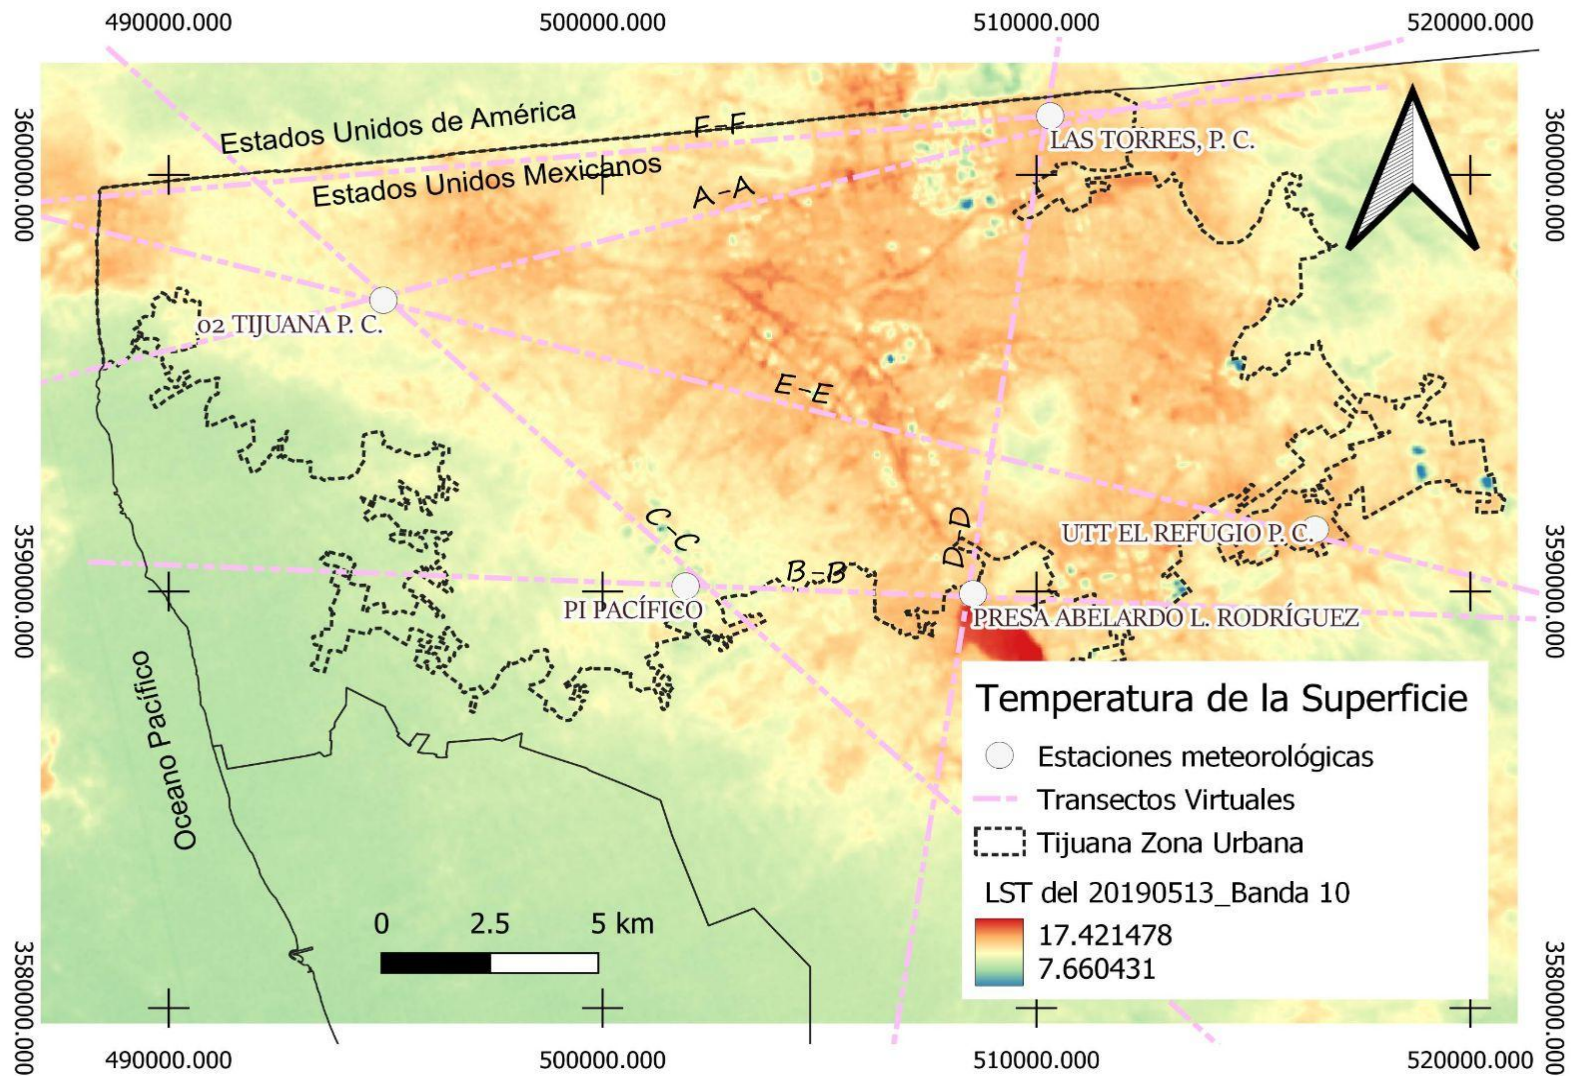 490000.000 500000.000 510000.000 520000.000
3600000.000
3600000.000
Estados Unidos de América
F-F
LAS TORRES, P. C.
Estados Unidos Mexicanos
A-A
02 TIJUANA P. C.
E-E
C-C
D-D
UTT EL REFUGIO P. C.
3590000.000
3590000.000
B-B
PI PACÍFICO
PRESA ABELARDO L. RODRÍGUEZ
Oceano Pacífico
Temperatura de la Superficie
Estaciones meteorológicas
Transectos Virtuales
Tijuana Zona Urbana
LST del 20190513_Banda 10
17.421478
7.660431
0 2.5 5 km
3580000.000
3580000.000
490000.000 500000.000 510000.000 520000.000